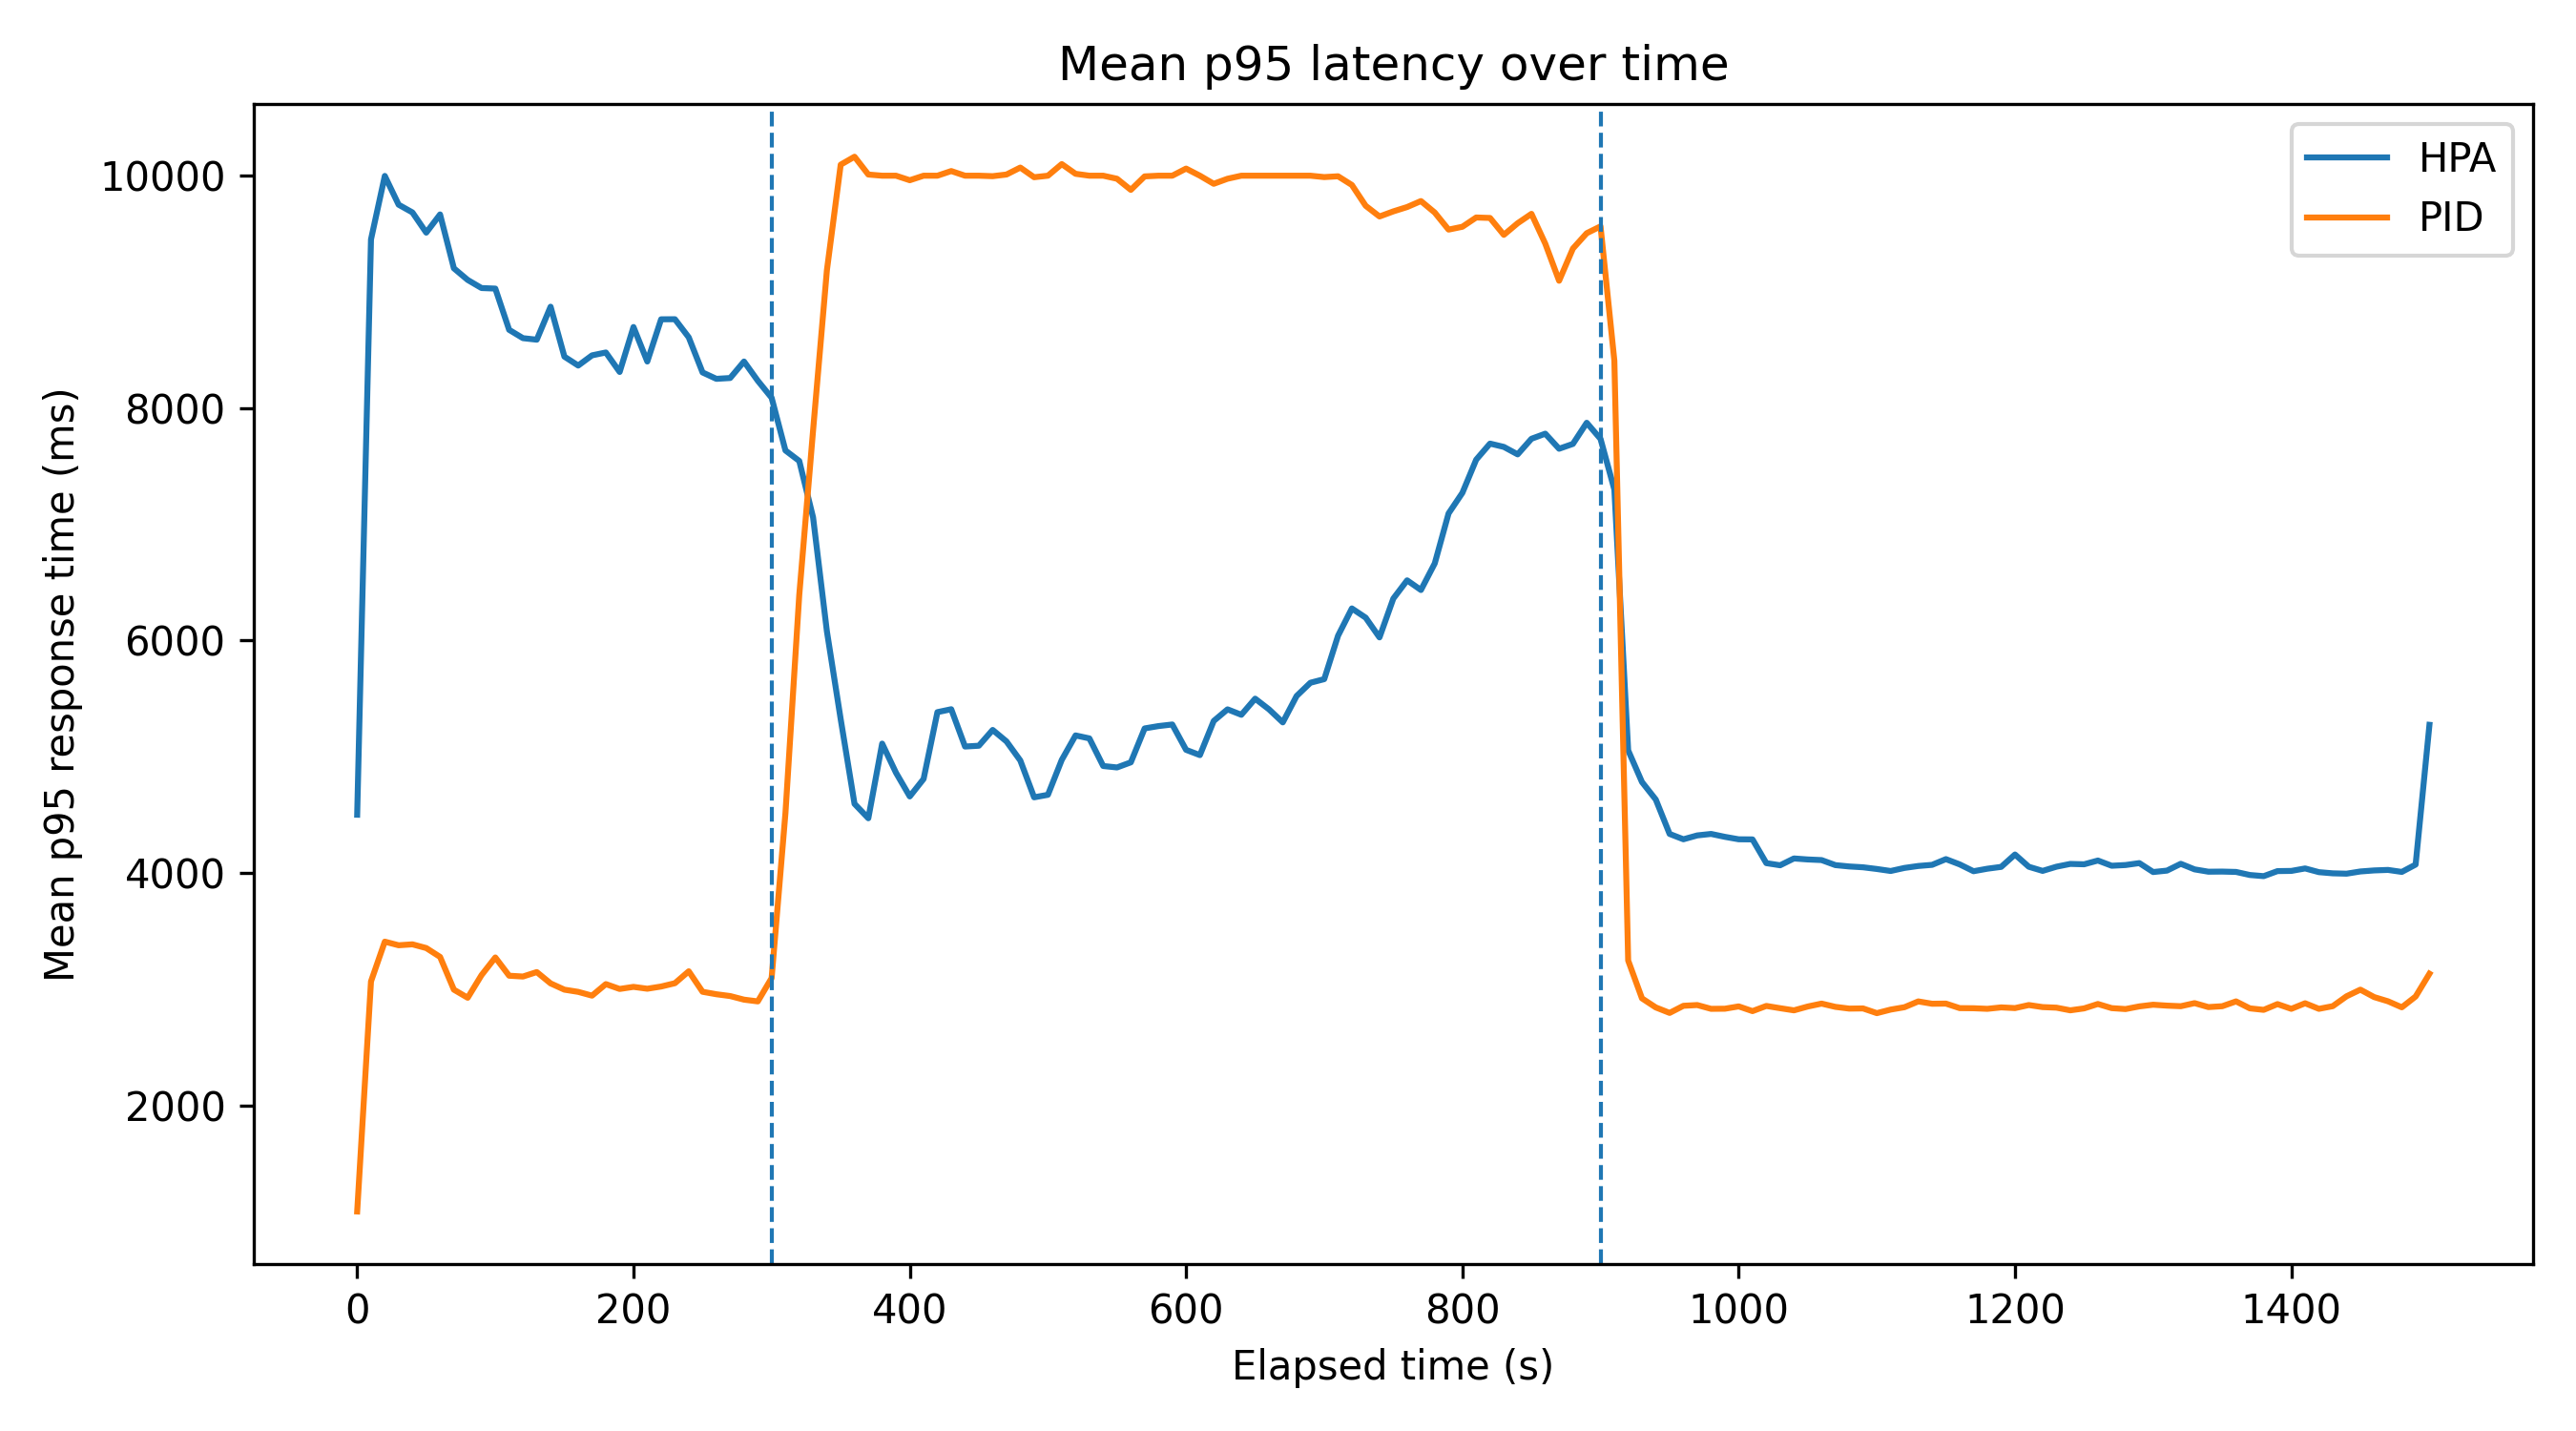 Mean p95 latency over time
HPA
PID
Mean p95 response time (ms)
10000
8000
6000
4000
2000
0 200 400 600 800 1000 1200 1400
Elapsed time (s)